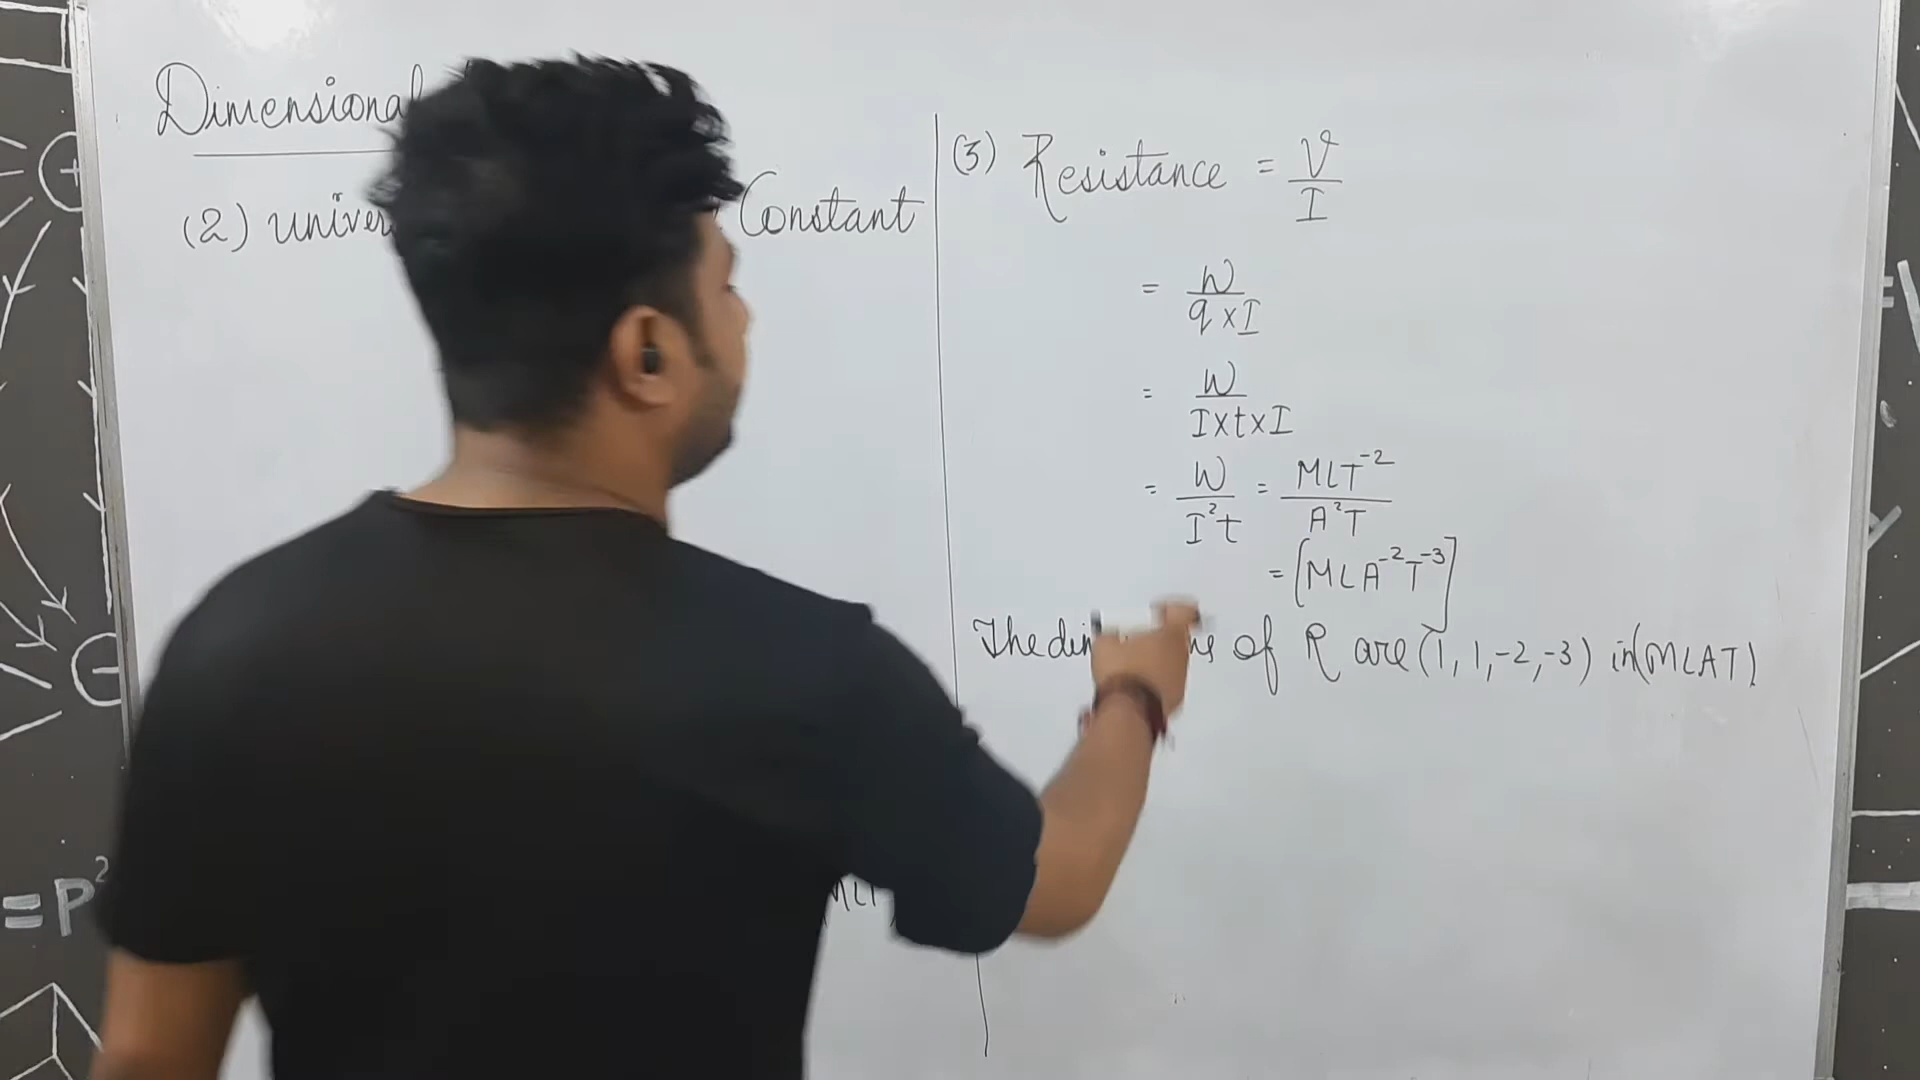 Dimensional
(2) univer Constant
MLT)
(3) Resistance = V/I
= W/q×I
= W/I×t×I
= W/I²t = MLT⁻²/A²T
= [MLA⁻²T⁻³]
The of R are (1, 1, -2, -3) in (MLAT).
=P²